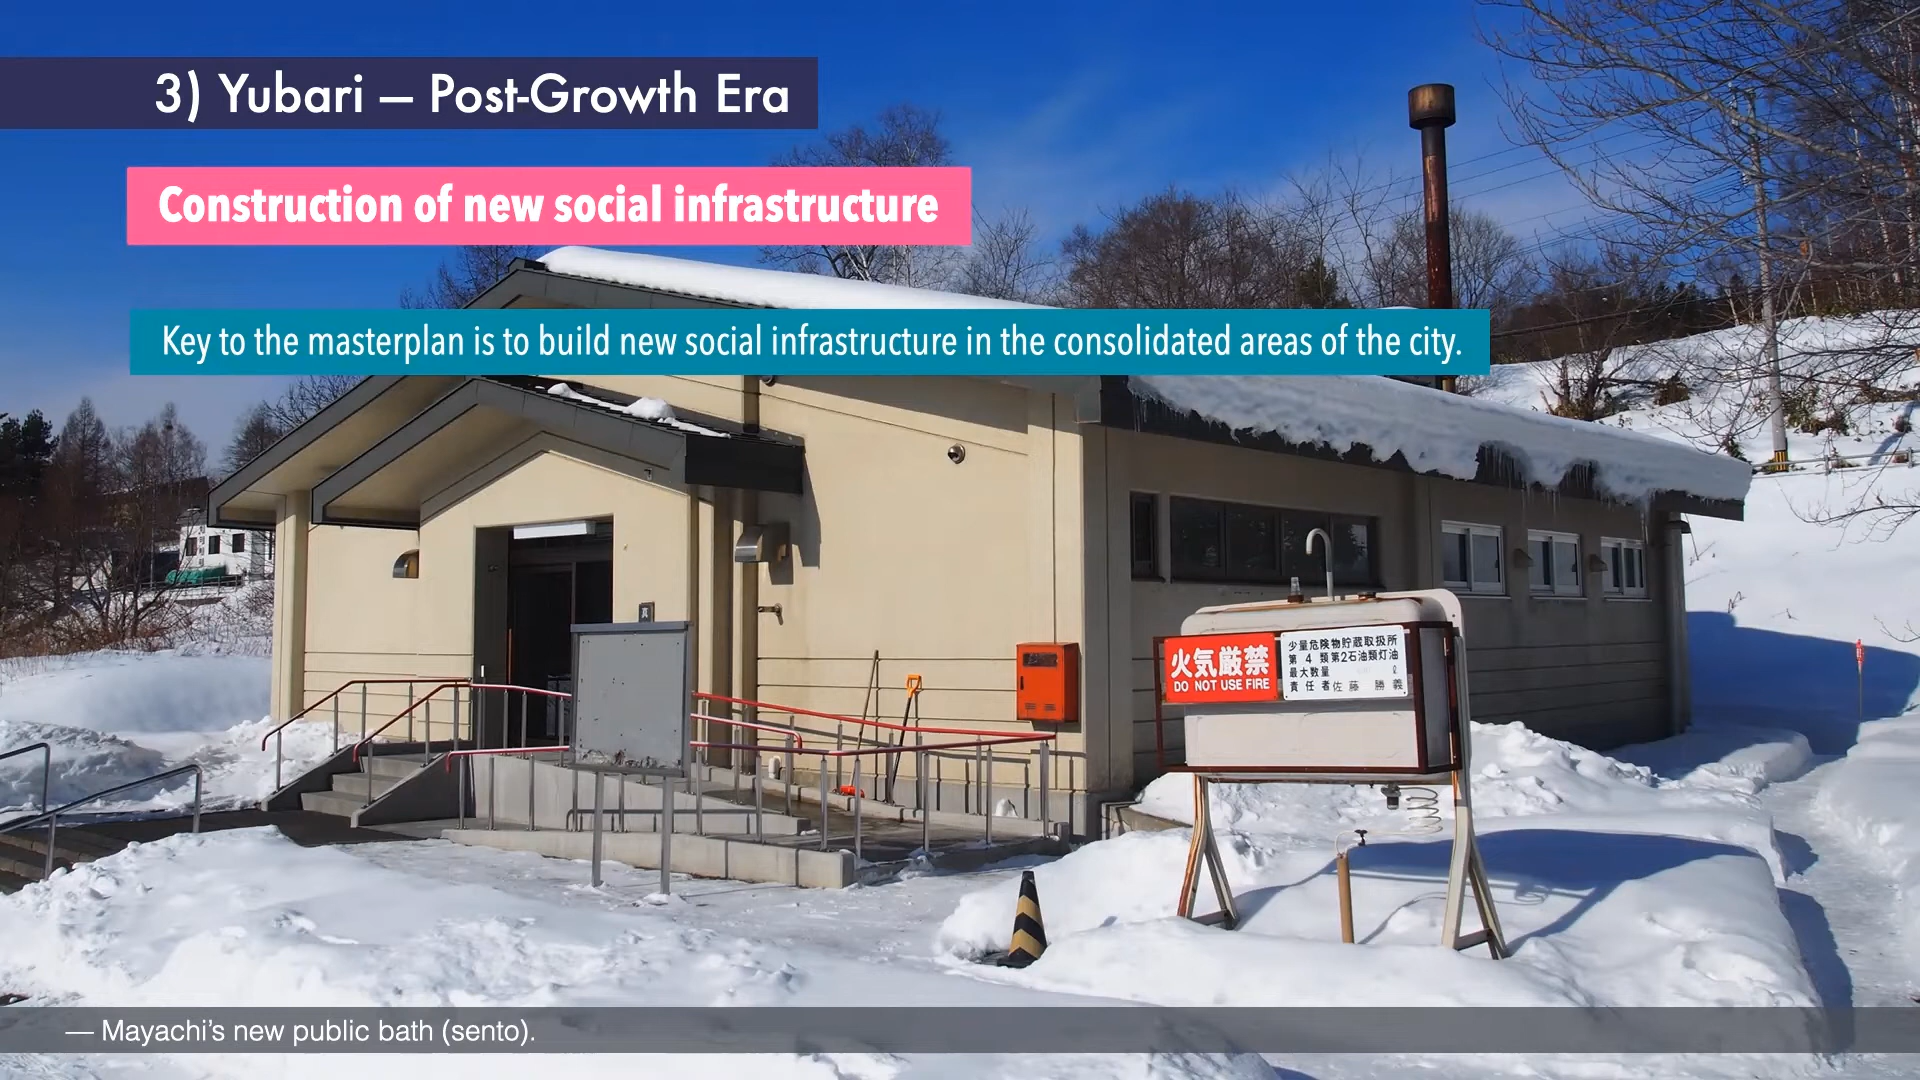 3) Yubari — Post-Growth Era
Construction of new social infrastructure
Key to the masterplan is to build new social infrastructure in the consolidated areas of the city.
火気厳禁
DO NOT USE FIRE
少量危険物貯蔵取扱所
第 4 類 第2石油類灯油
最大数量 ℓ
責 任 者 佐 藤 勝 義
— Mayachi’s new public bath (sento).